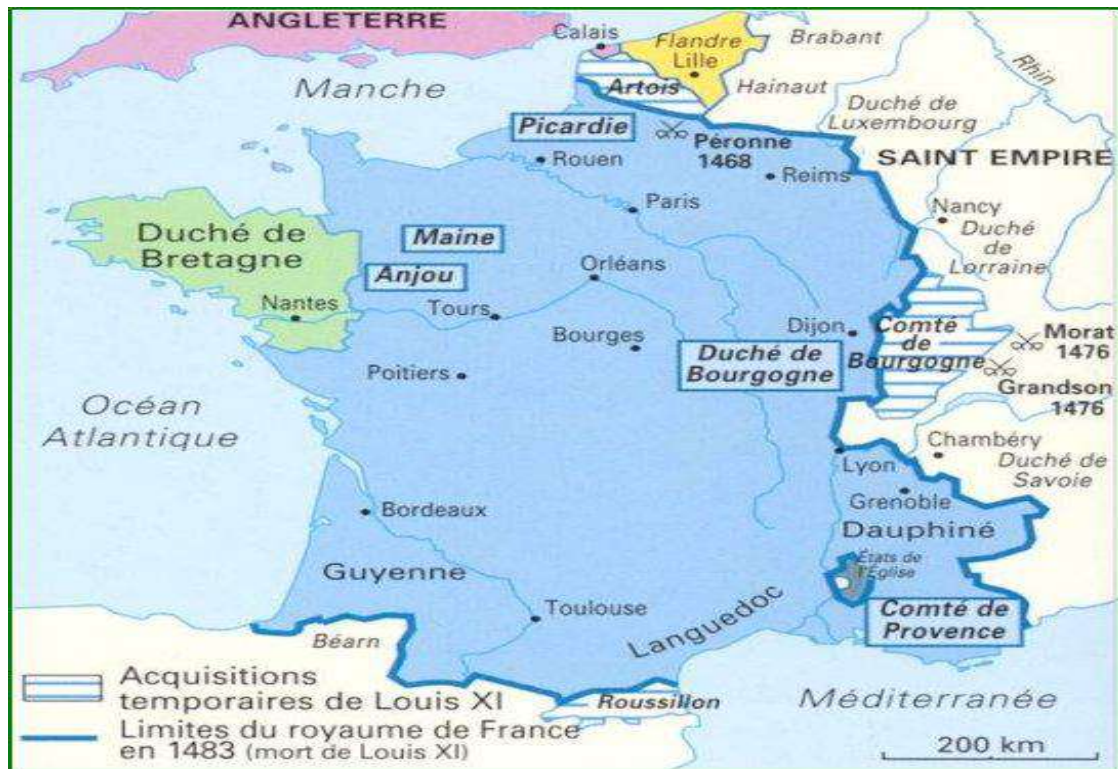 ANGLETERRE
Calais
Flandre
Brabant
Lille
Manche
Artois
Hainaut
Rhin
Duché de
Luxembourg
Picardie
Péronne
1468
Rouen
SAINT EMPIRE
Reims
Paris
Nancy
Duché
de
Lorraine
Duché de
Bretagne
Maine
Anjou
Orléans
Nantes
Tours
Bourges
Dijon
Comté
de
Bourgogne
Morat
1476
Duché de
Bourgogne
Grandson
1476
Poitiers
Océan
Atlantique
Chambéry
Duché de
Savoie
Lyon
Grenoble
Bordeaux
Dauphiné
États de
l'Église
Guyenne
Toulouse
Languedoc
Comté de
Provence
Béarn
Roussillon
Méditerranée
Acquisitions
temporaires de Louis XI
Limites du royaume de France
en 1483 (mort de Louis XI)
200 km